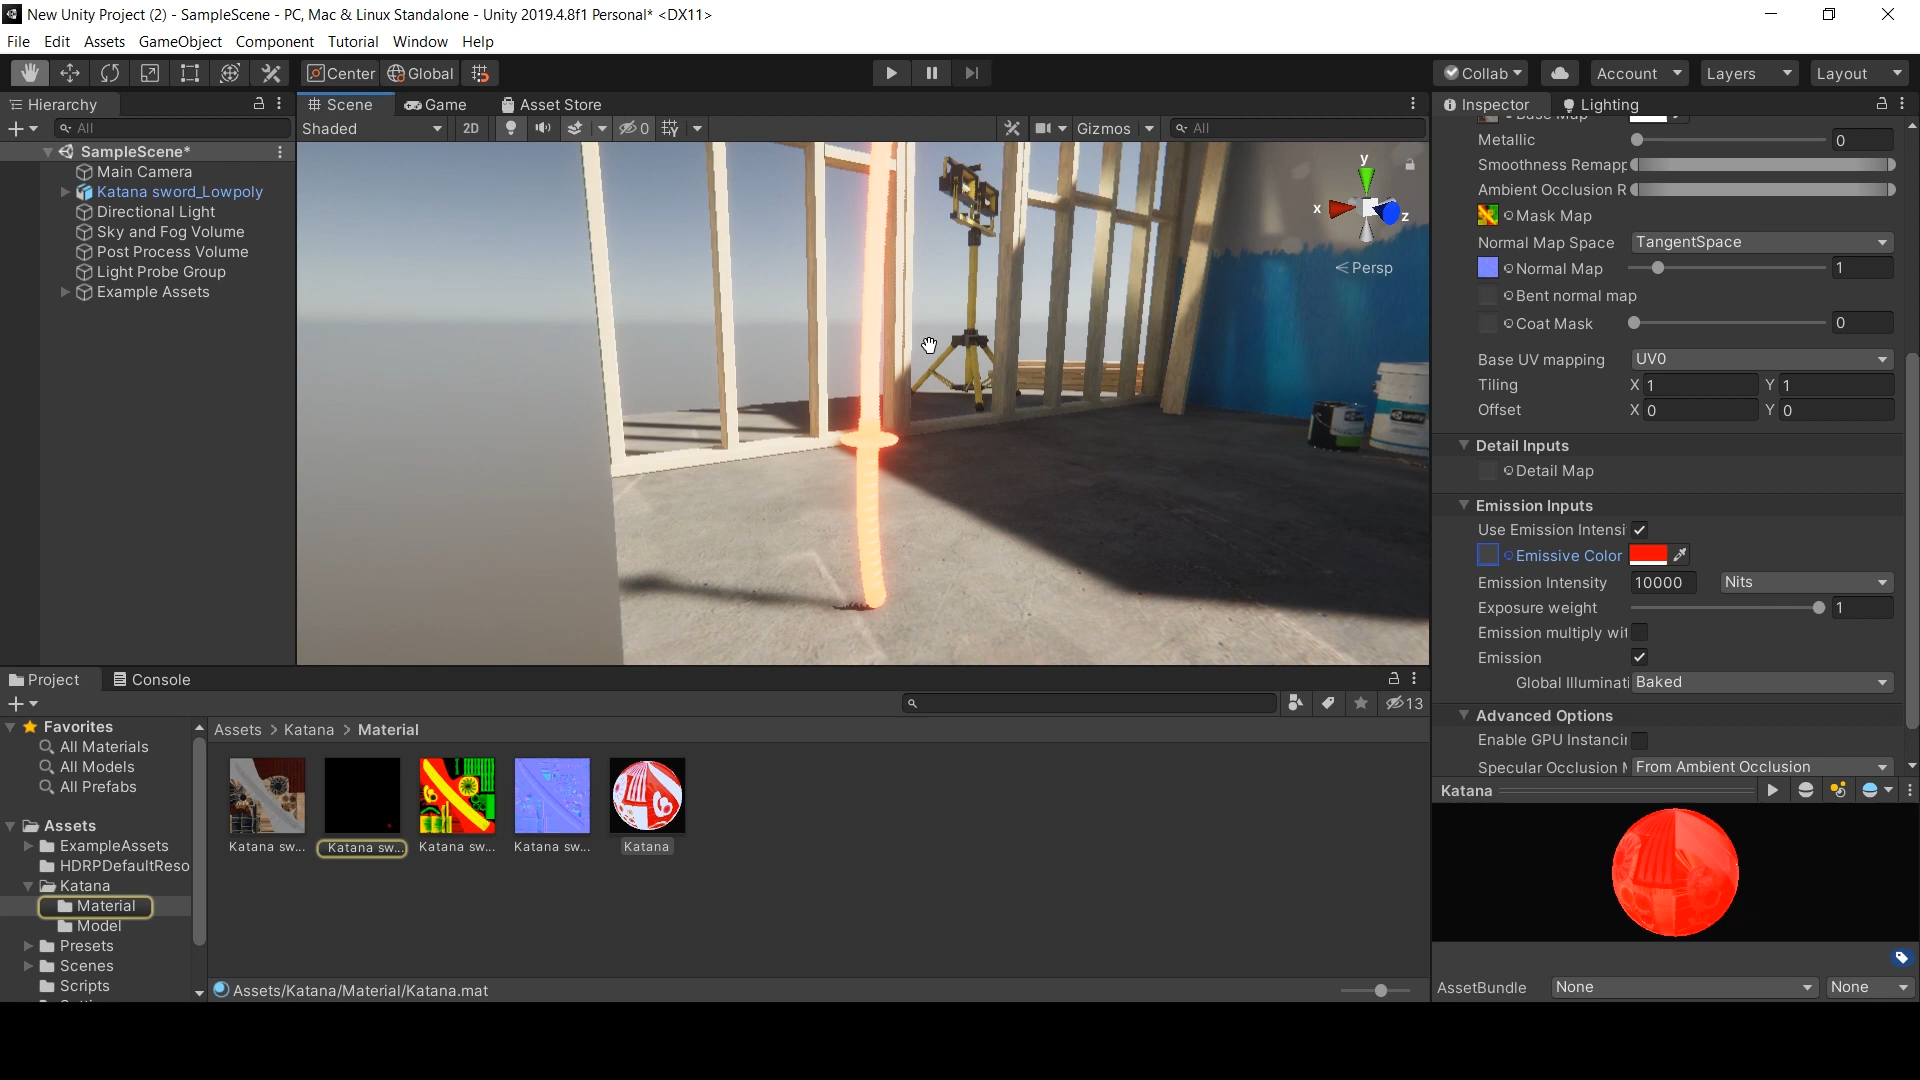 New Unity Project (2) - SampleScene - PC, Mac & Linux Standalone - Unity 2019.4.8f1 Personal* <DX11>
File Edit Assets GameObject Component Tutorial Window Help
Center Global Collab Account Layers Layout
Hierarchy
All
SampleScene*
Main Camera
Katana sword_Lowpoly
Directional Light
Sky and Fog Volume
Post Process Volume
Light Probe Group
Example Assets
Scene Game Asset Store
Shaded 2D 0 Gizmos All
y
x
z
Persp
Inspector Lighting
Base Map
Metallic 0
Smoothness Remapp
Ambient Occlusion R
Mask Map
Normal Map Space TangentSpace
Normal Map 1
Bent normal map
Coat Mask 0
Base UV mapping UV0
Tiling X 1 Y 1
Offset X 0 Y 0
Detail Inputs
Detail Map
Emission Inputs
Use Emission Intensi
Emissive Color
Emission Intensity 10000 Nits
Exposure weight 1
Emission multiply wit
Emission
Global Illuminati Baked
Advanced Options
Enable GPU Instancin
Specular Occlusion M From Ambient Occlusion
Katana
AssetBundle None None
Project Console
13
Favorites
All Materials
All Models
All Prefabs
Assets
ExampleAssets
HDRPDefaultReso
Katana
Material
Model
Presets
Scenes
Scripts
Assets > Katana > Material
Katana sw... Katana sw... Katana sw... Katana sw... Katana
Assets/Katana/Material/Katana.mat